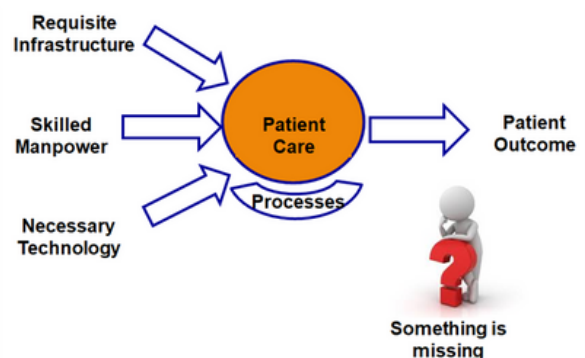 Requisite
Infrastructure
Skilled
Manpower
Necessary
Technology
Patient
Care
Processes
Patient
Outcome
?
Something is
missing